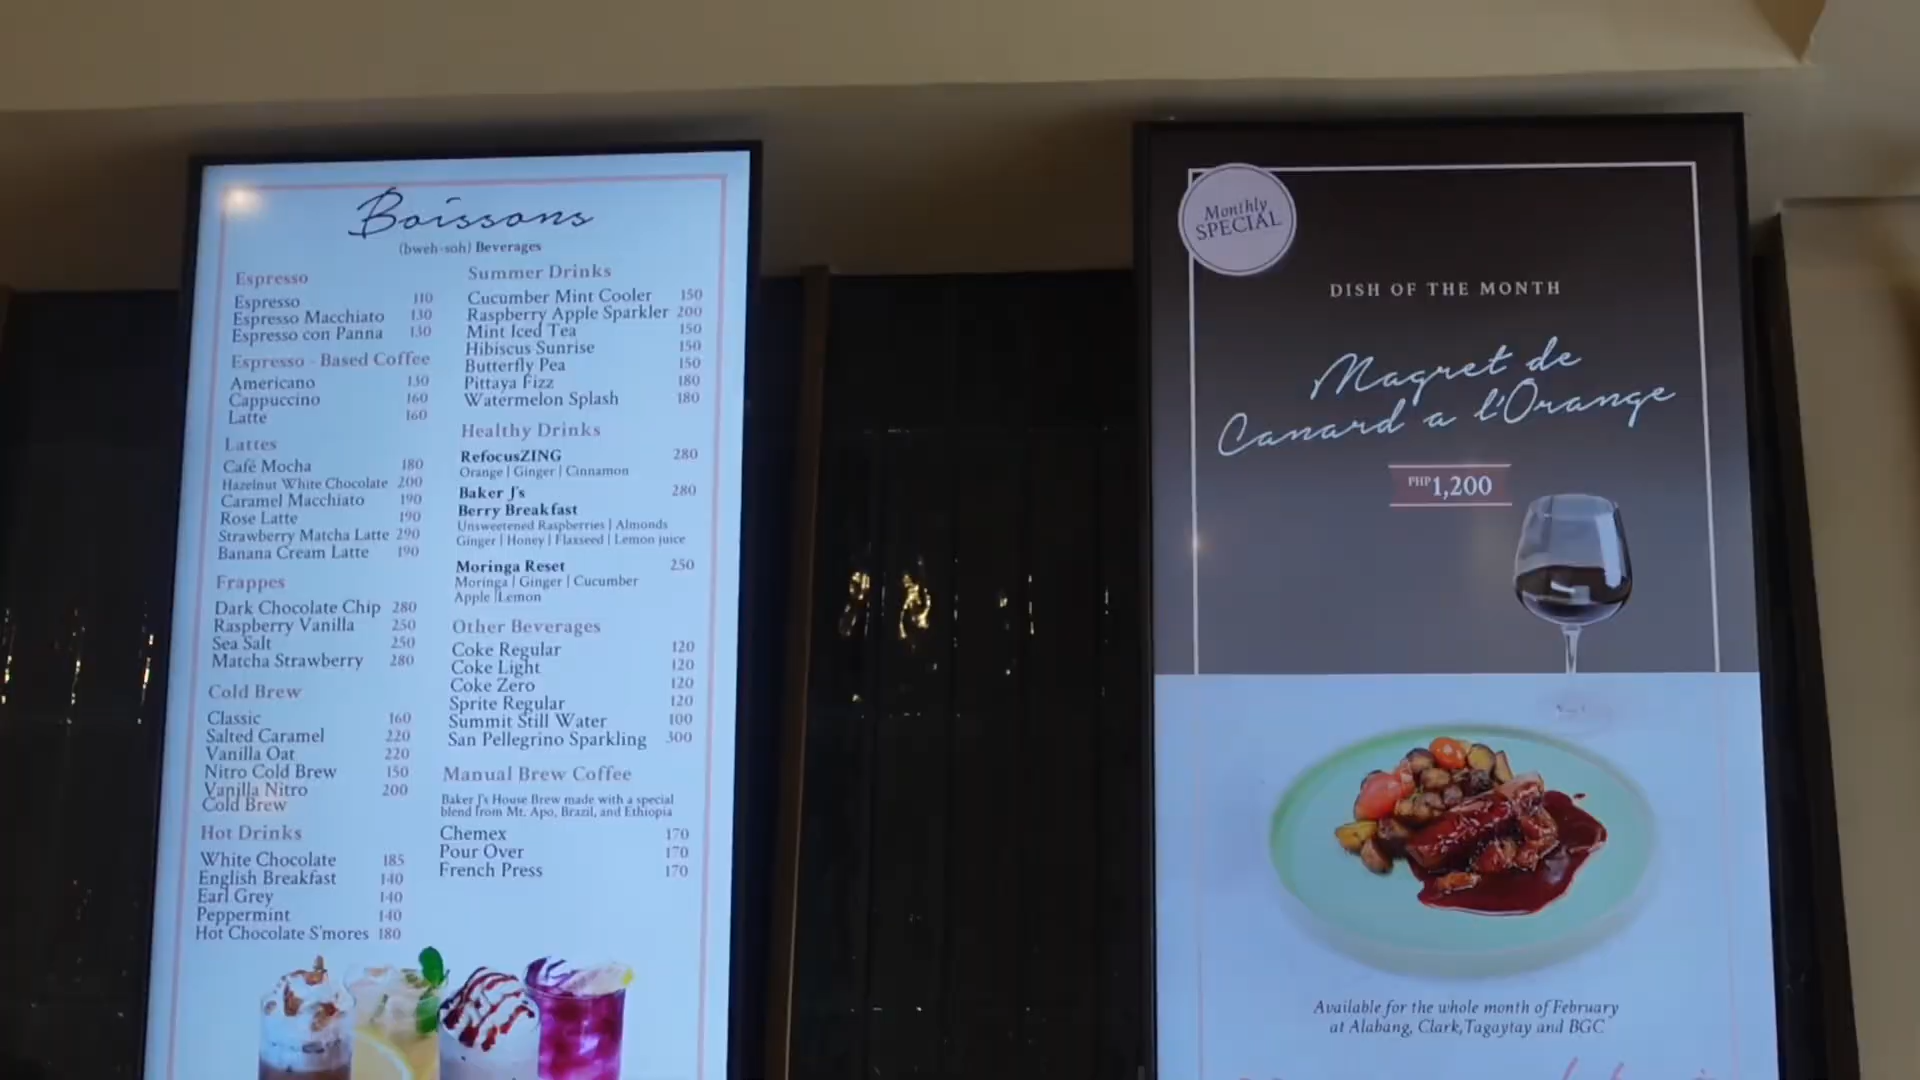 Boissons
(bweh-soh) Beverages
Espresso
Espresso 110
Espresso Macchiato 130
Espresso con Panna 130
Espresso - Based Coffee
Americano 130
Cappuccino 160
Latte 160
Lattes
Café Mocha 180
Hazelnut White Chocolate 200
Caramel Macchiato 190
Rose Latte 190
Strawberry Matcha Latte 290
Banana Cream Latte 190
Frappes
Dark Chocolate Chip 280
Raspberry Vanilla 250
Sea Salt 250
Matcha Strawberry 280
Cold Brew
Classic 160
Salted Caramel 220
Vanilla Oat 220
Nitro Cold Brew 150
Vanilla Nitro 200
Cold Brew
Hot Drinks
White Chocolate 185
English Breakfast 140
Earl Grey 140
Peppermint 140
Hot Chocolate S'mores 180
Summer Drinks
Cucumber Mint Cooler 150
Raspberry Apple Sparkler 200
Mint Iced Tea 150
Hibiscus Sunrise 150
Butterfly Pea 150
Pittaya Fizz 180
Watermelon Splash 180
Healthy Drinks
RefocusZING 280
Orange | Ginger | Cinnamon
Baker J's 280
Berry Breakfast
Unsweetened Raspberries | Almonds
Ginger | Honey | Flaxseed | Lemon juice
Moringa Reset 250
Moringa | Ginger | Cucumber
Apple |Lemon
Other Beverages
Coke Regular 120
Coke Light 120
Coke Zero 120
Sprite Regular 120
Summit Still Water 100
San Pellegrino Sparkling 300
Manual Brew Coffee
Baker J's House Brew made with a special
blend from Mt. Apo, Brazil, and Ethiopia
Chemex 170
Pour Over 170
French Press 170
Monthly
SPECIAL
DISH OF THE MONTH
Magret de
Canard a l'Orange
PHP1,200
Available for the whole month of February
at Alabang, Clark, Tagaytay and BGC